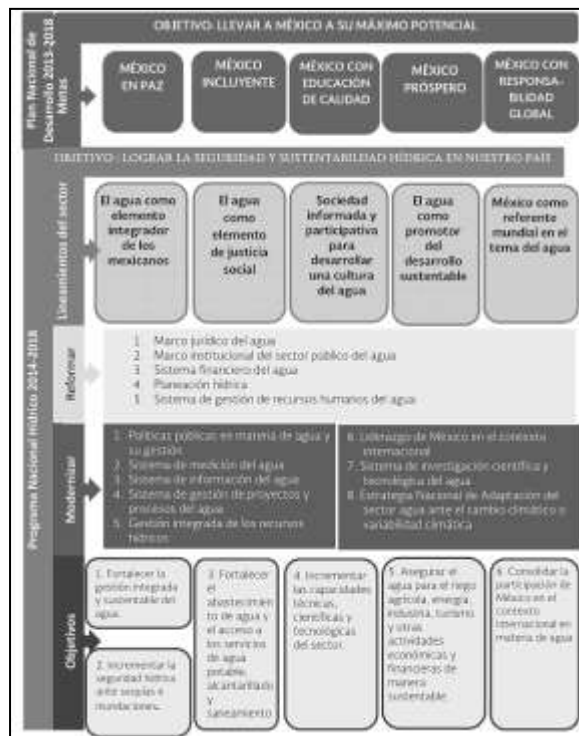 OBJETIVO: LLEVAR A MÉXICO A SU MÁXIMO POTENCIAL
Plan Nacional de
Desarrollo 2013-2018
Metas
MÉXICO
EN PAZ
MÉXICO
INCLUYENTE
MÉXICO CON
EDUCACIÓN
DE CALIDAD
MÉXICO
PRÓSPERO
MÉXICO CON
RESPONSA-
BILIDAD
GLOBAL
Programa Nacional Hídrico 2014-2018
OBJETIVO: LOGRAR LA SEGURIDAD Y SUSTENTABILIDAD HÍDRICA EN NUESTRO PAÍS
Lineamientos del sector
El agua como
elemento
integrador
de los
mexicanos
El agua
como
elemento
de justicia
social
Sociedad
informada y
participativa
para
desarrollar
una cultura
del agua
El agua
como
promotor
del
desarrollo
sustentable
México como
referente
mundial en el
tema del agua
Reformar
1 Marco jurídico del agua
2 Marco institucional del sector público del agua
3 Sistema financiero del agua
4 Planeación hídrica
5 Sistema de gestión de recursos humanos del agua
Modernizar
1. Políticas públicas en materia de agua y
su gestión
2. Sistema de medición del agua
3. Sistema de información del agua
4. Sistema de gestión de proyectos y
procesos del agua
5. Gestión integrada de los recursos
hídricos
6. Liderazgo de México en el contexto
internacional
7. Sistema de investigación científica y
tecnológica del agua
8. Estrategia Nacional de Adaptación del
sector agua ante el cambio climático o
variabilidad climática
Objetivos
1. Fortalecer la
gestión integrada
y sustentable del
agua.
2. Incrementar la
seguridad hídrica
ante sequías e
inundaciones.
3. Fortalecer
el
abastecimiento
de agua y
el acceso a
los servicios
de agua
potable,
alcantarillado
y
saneamiento
4. Incrementar
las capacidades
técnicas,
científicas y
tecnológicas
del sector.
5. Asegurar el
agua para el riego
agrícola, energía,
industria, turismo
y otras
actividades
económicas y
financieras de
manera
sustentable
6. Consolidar la
participación de
México en el
contexto
internacional en
materia de agua